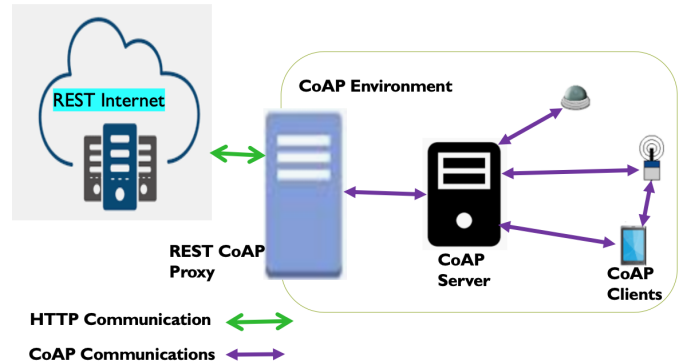 REST Internet
CoAP Environment
REST CoAP
Proxy
CoAP
Server
CoAP
Clients
HTTP Communication
CoAP Communications